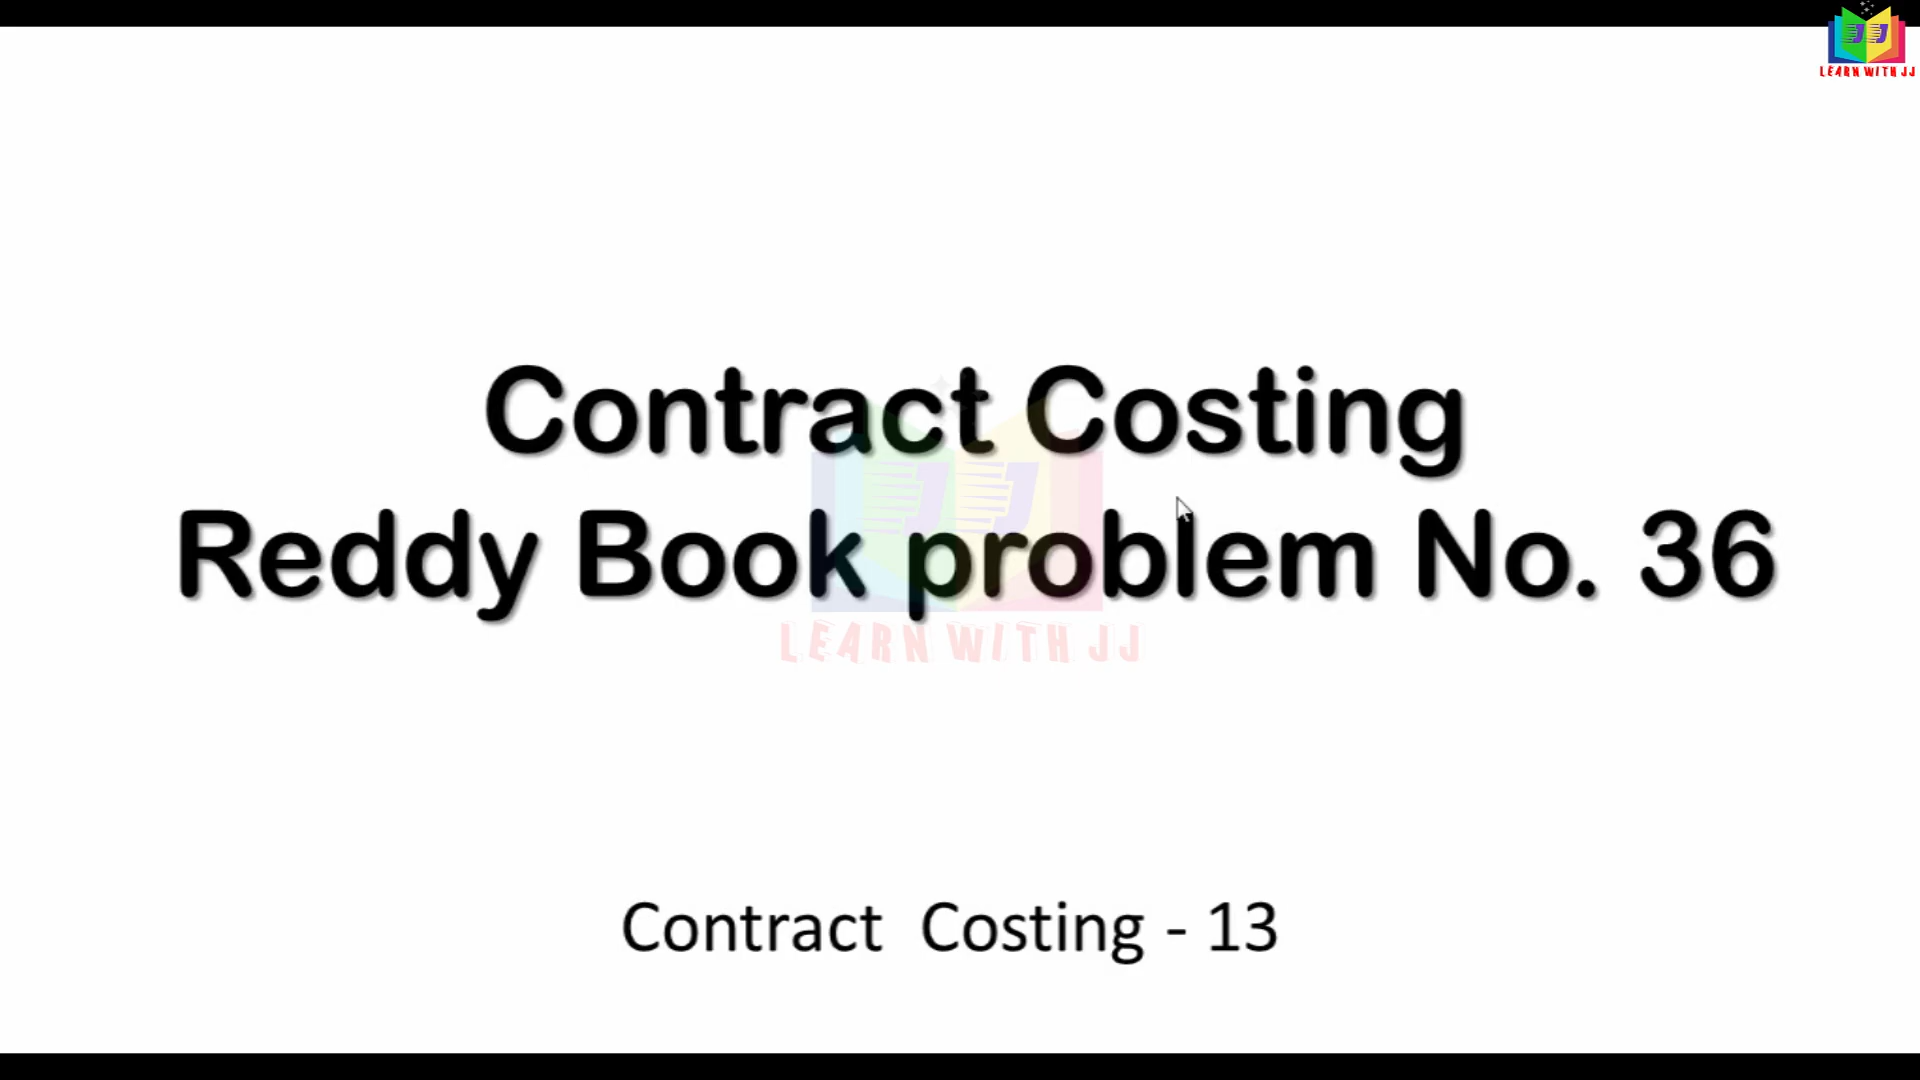 LEARN WITH JJ
Contract Costing
Reddy Book problem No. 36
LEARN WITH JJ
Contract Costing - 13